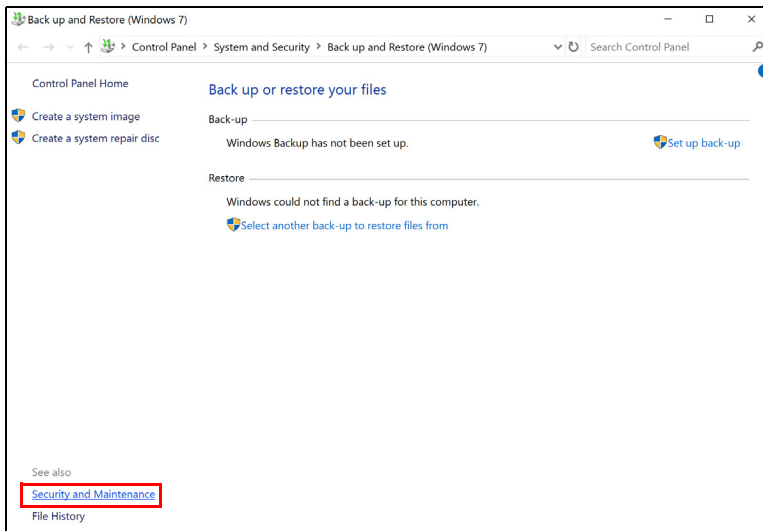 Back up and Restore (Windows 7)
Control Panel > System and Security > Back up and Restore (Windows 7)
Search Control Panel
Control Panel Home
Create a system image
Create a system repair disc
Back up or restore your files
Back-up
Windows Backup has not been set up.
Set up back-up
Restore
Windows could not find a back-up for this computer.
Select another back-up to restore files from
See also
Security and Maintenance
File History